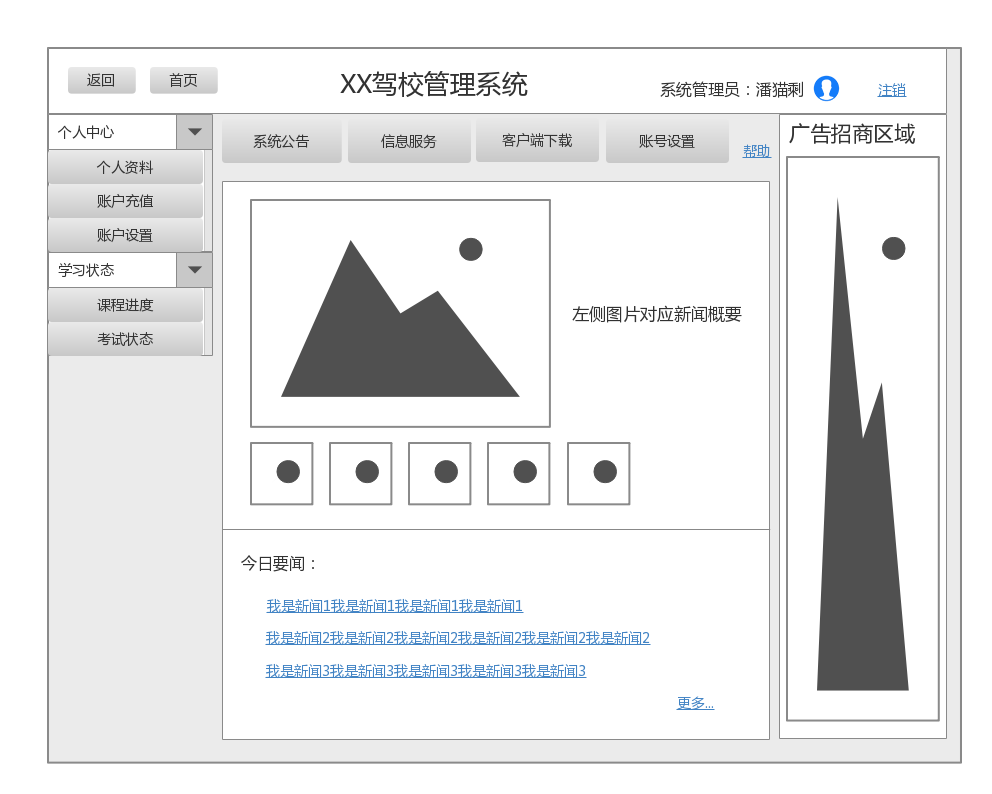 返回
首页
XX驾校管理系统
系统管理员：潘猫剩
注销
个人中心
个人资料
账户充值
账户设置
学习状态
课程进度
考试状态
系统公告
信息服务
客户端下载
账号设置
帮助
左侧图片对应新闻概要
今日要闻：
我是新闻1我是新闻1我是新闻1我是新闻1
我是新闻2我是新闻2我是新闻2我是新闻2我是新闻2我是新闻2
我是新闻3我是新闻3我是新闻3我是新闻3我是新闻3
更多...
广告招商区域